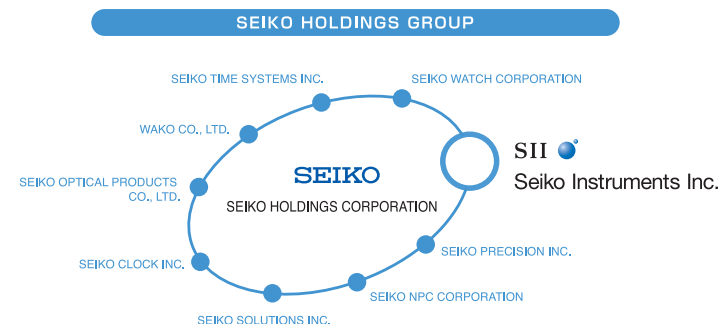 SEIKO HOLDINGS GROUP
SEIKO TIME SYSTEMS INC.
SEIKO WATCH CORPORATION
WAKO CO., LTD.
SII
Seiko Instruments Inc.
SEIKO
SEIKO HOLDINGS CORPORATION
SEIKO OPTICAL PRODUCTS
CO., LTD.
SEIKO PRECISION INC.
SEIKO CLOCK INC.
SEIKO NPC CORPORATION
SEIKO SOLUTIONS INC.